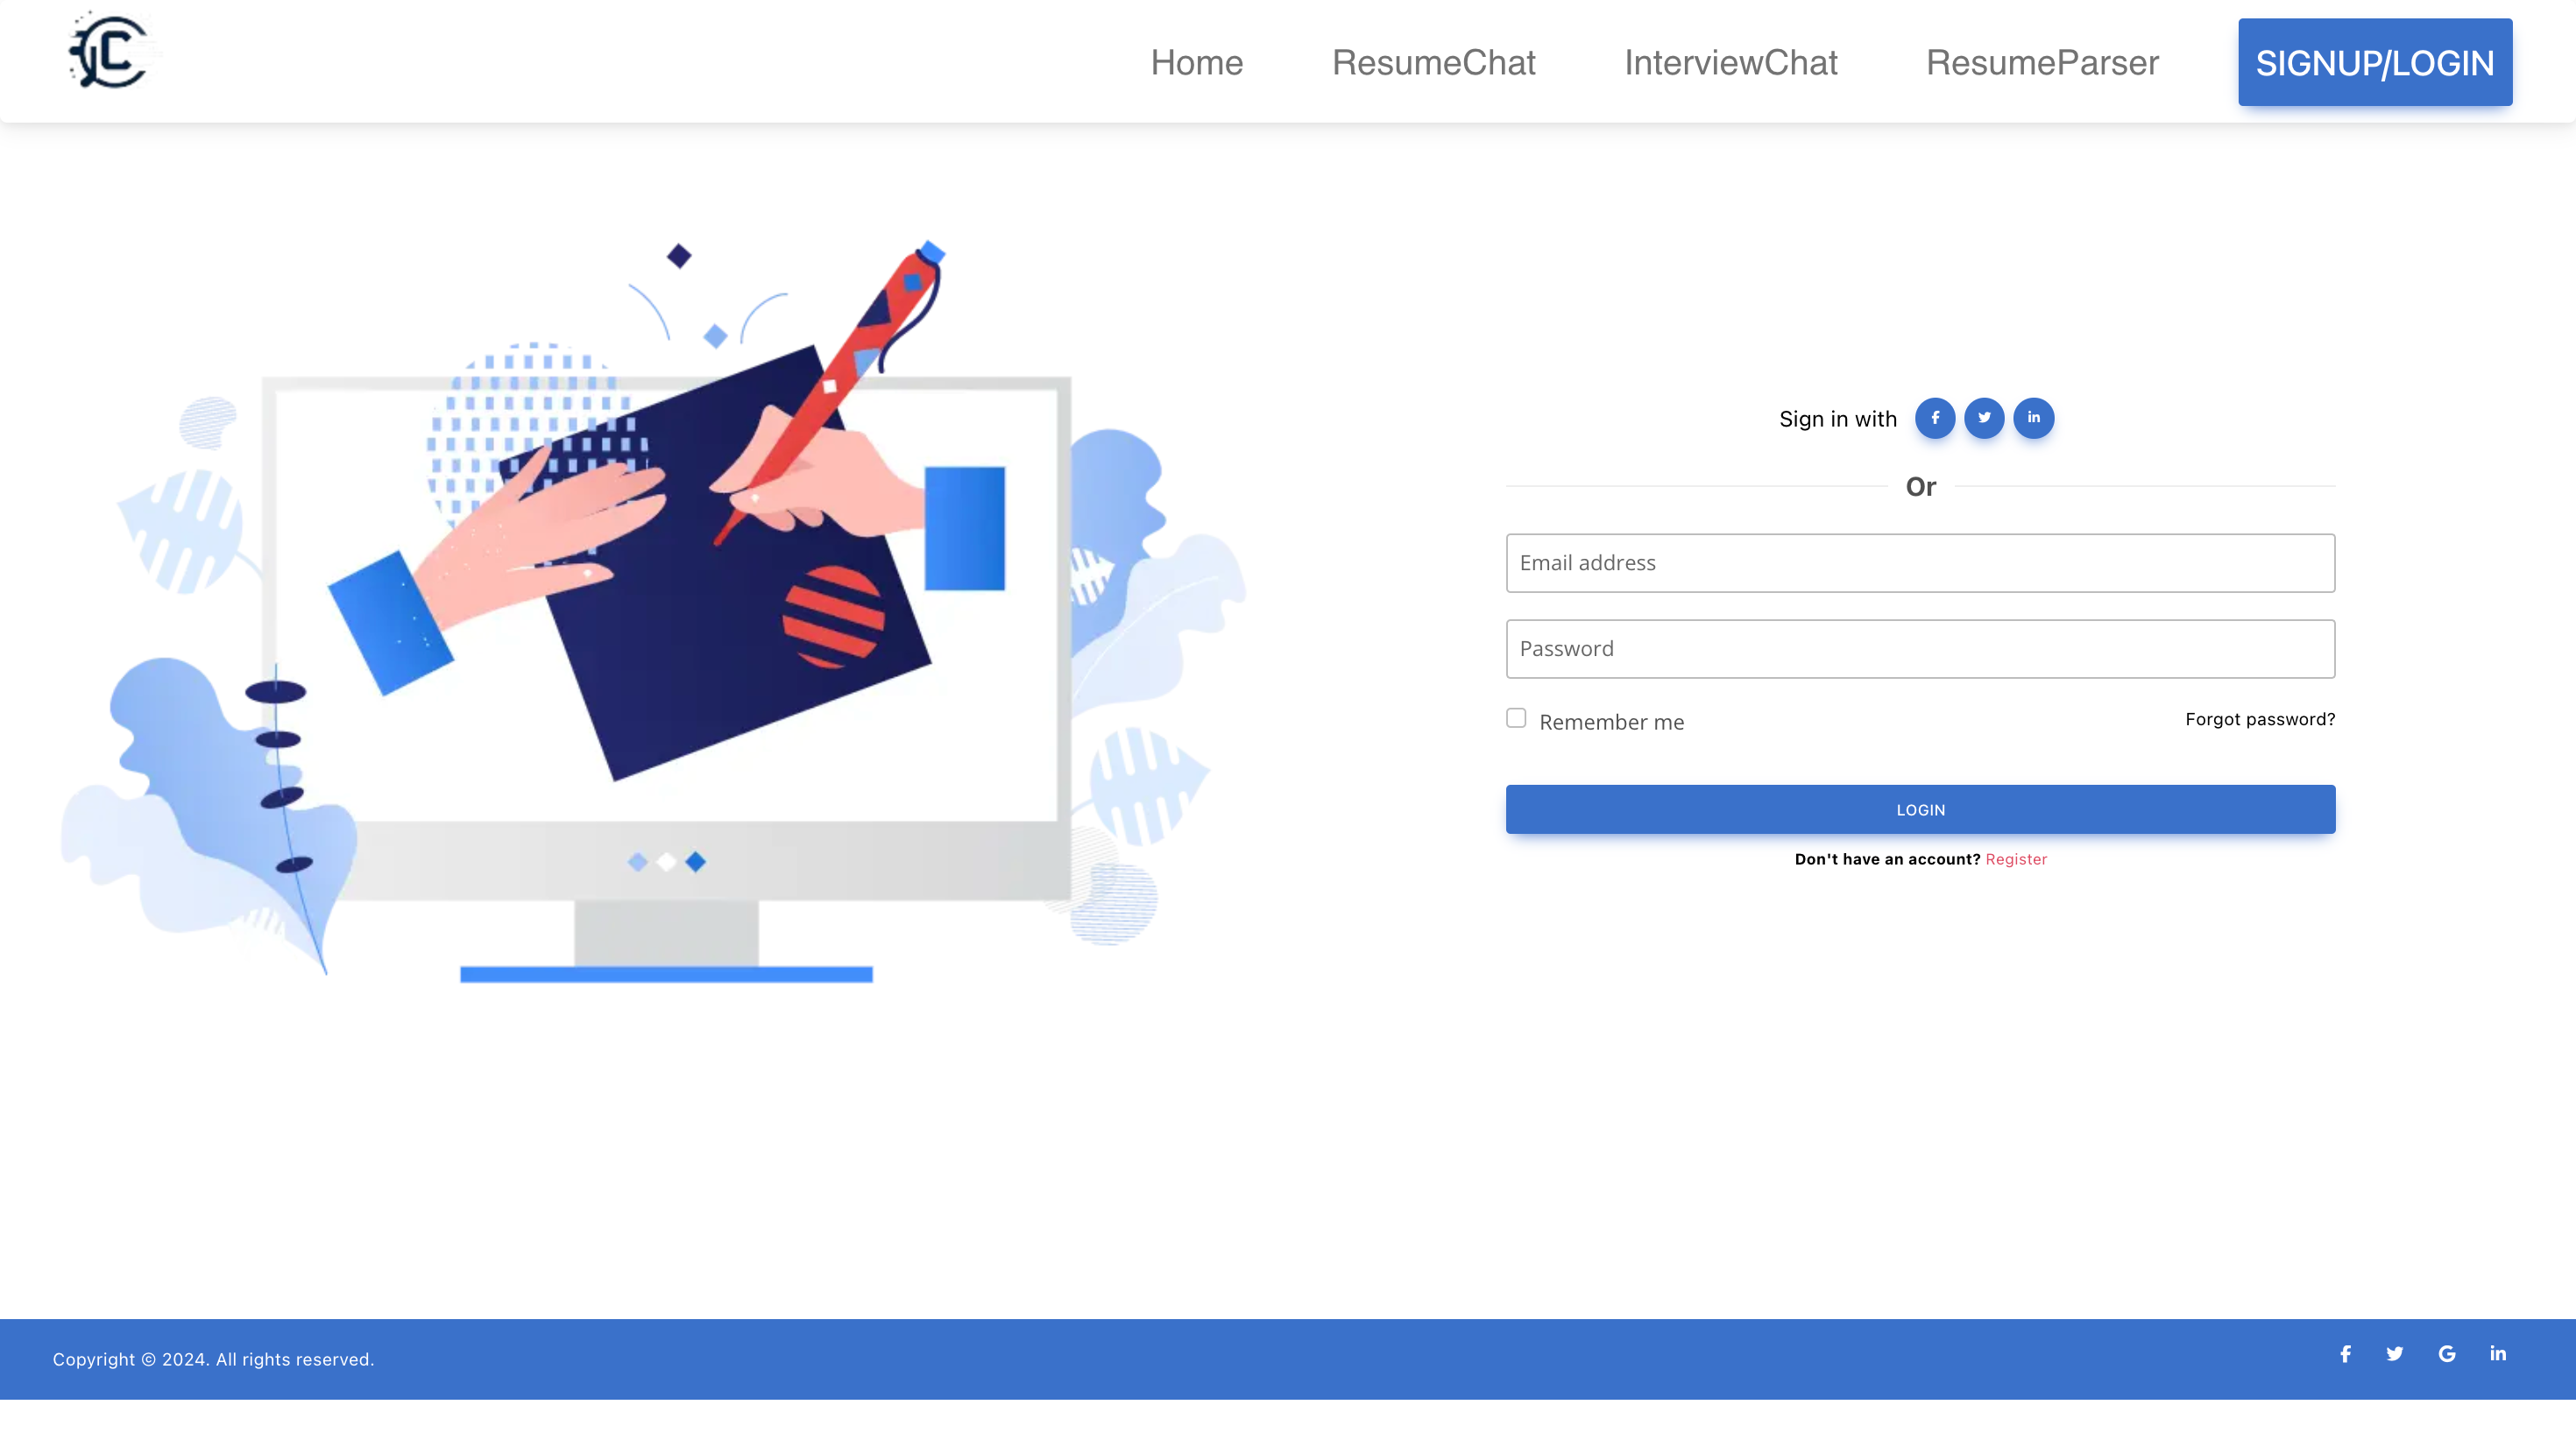 C
Home ResumeChat InterviewChat ResumeParser SIGNUP/LOGIN
Sign in with
Or
Email address
Password
Remember me Forgot password?
LOGIN
Don't have an account? Register
Copyright © 2024. All rights reserved.